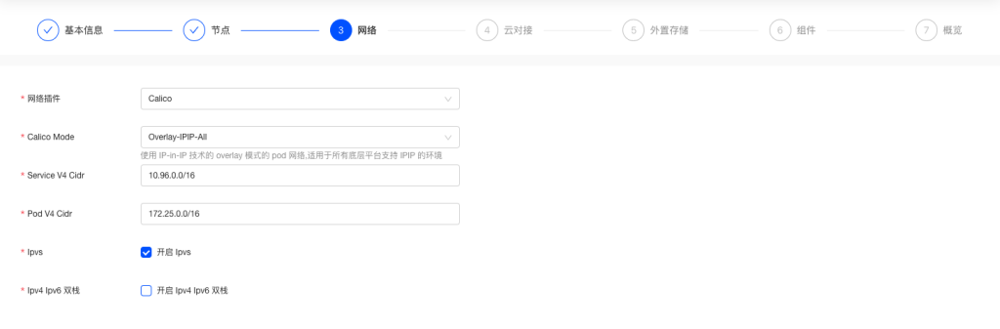 基本信息
节点
3 网络
4 云对接
5 外置存储
6 组件
7 概览
* 网络插件 Calico
* Calico Mode Overlay-IPIP-All
使用 IP-in-IP 技术的 overlay 模式的 pod 网络,适用于所有底层平台支持 IPIP 的环境
* Service V4 Cidr 10.96.0.0/16
* Pod V4 Cidr 172.25.0.0/16
* Ipvs 开启 Ipvs
* Ipv4 Ipv6 双栈 开启 Ipv4 Ipv6 双栈